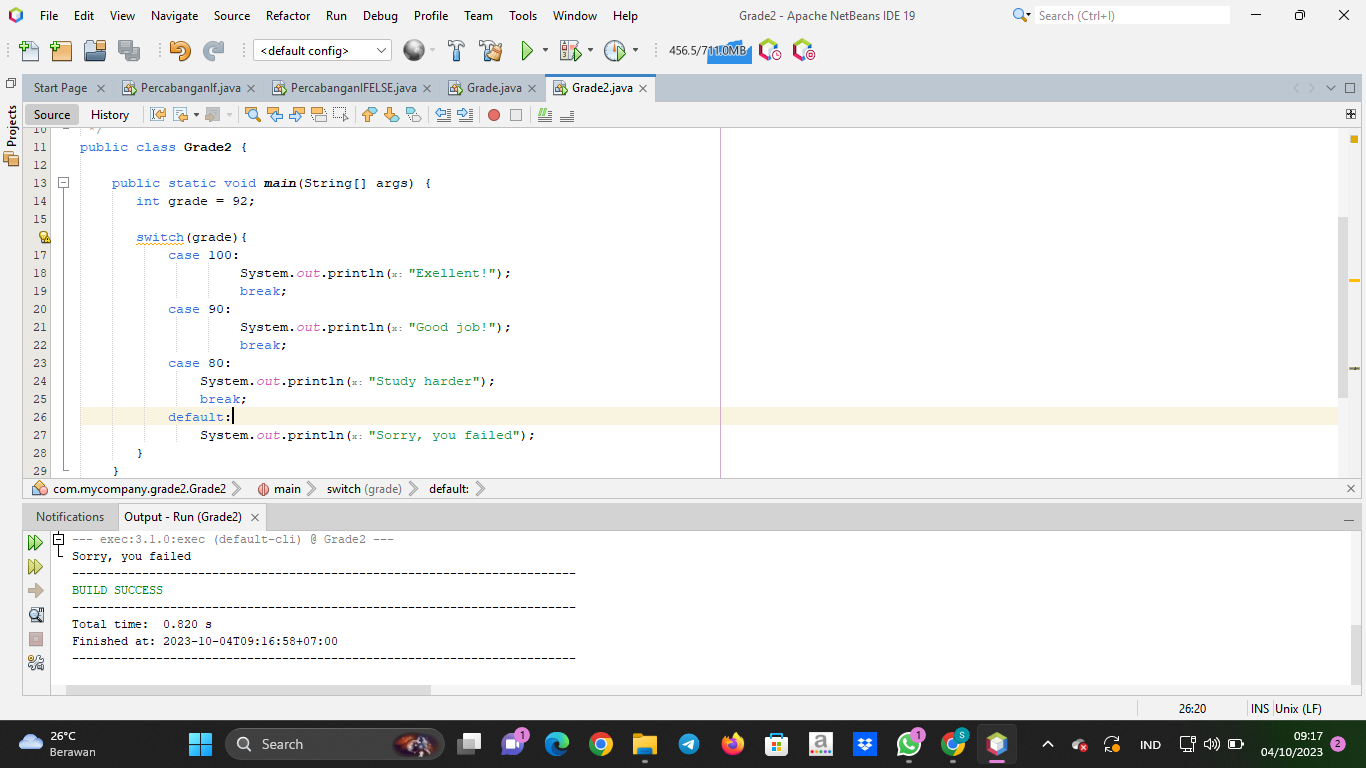 File Edit View Navigate Source Refactor Run Debug Profile Team Tools Window Help Grade2 - Apache NetBeans IDE 19 Search (Ctrl+I)
<default config> 456.5/711.0MB
Start Page PercabanganIf.java PercabanganIFELSE.java Grade.java Grade2.java
Projects
Source History
10 */
11 public class Grade2 {
12
13 public static void main(String[] args) {
14 int grade = 92;
15
switch(grade){
17 case 100:
18 System.out.println(x: "Exellent!");
19 break;
20 case 90:
21 System.out.println(x: "Good job!");
22 break;
23 case 80:
24 System.out.println(x: "Study harder");
25 break;
26 default:
27 System.out.println(x: "Sorry, you failed");
28 }
29 }
com.mycompany.grade2.Grade2 main switch (grade) default:
Notifications Output - Run (Grade2)
--- exec:3.1.0:exec (default-cli) @ Grade2 ---
Sorry, you failed
------------------------------------------------------------------------
BUILD SUCCESS
------------------------------------------------------------------------
Total time:  0.820 s
Finished at: 2023-10-04T09:16:58+07:00
------------------------------------------------------------------------
26:20 INS Unix (LF)
26°C
Berawan
Search
1
a
1
S
IND
09:17
04/10/2023
2